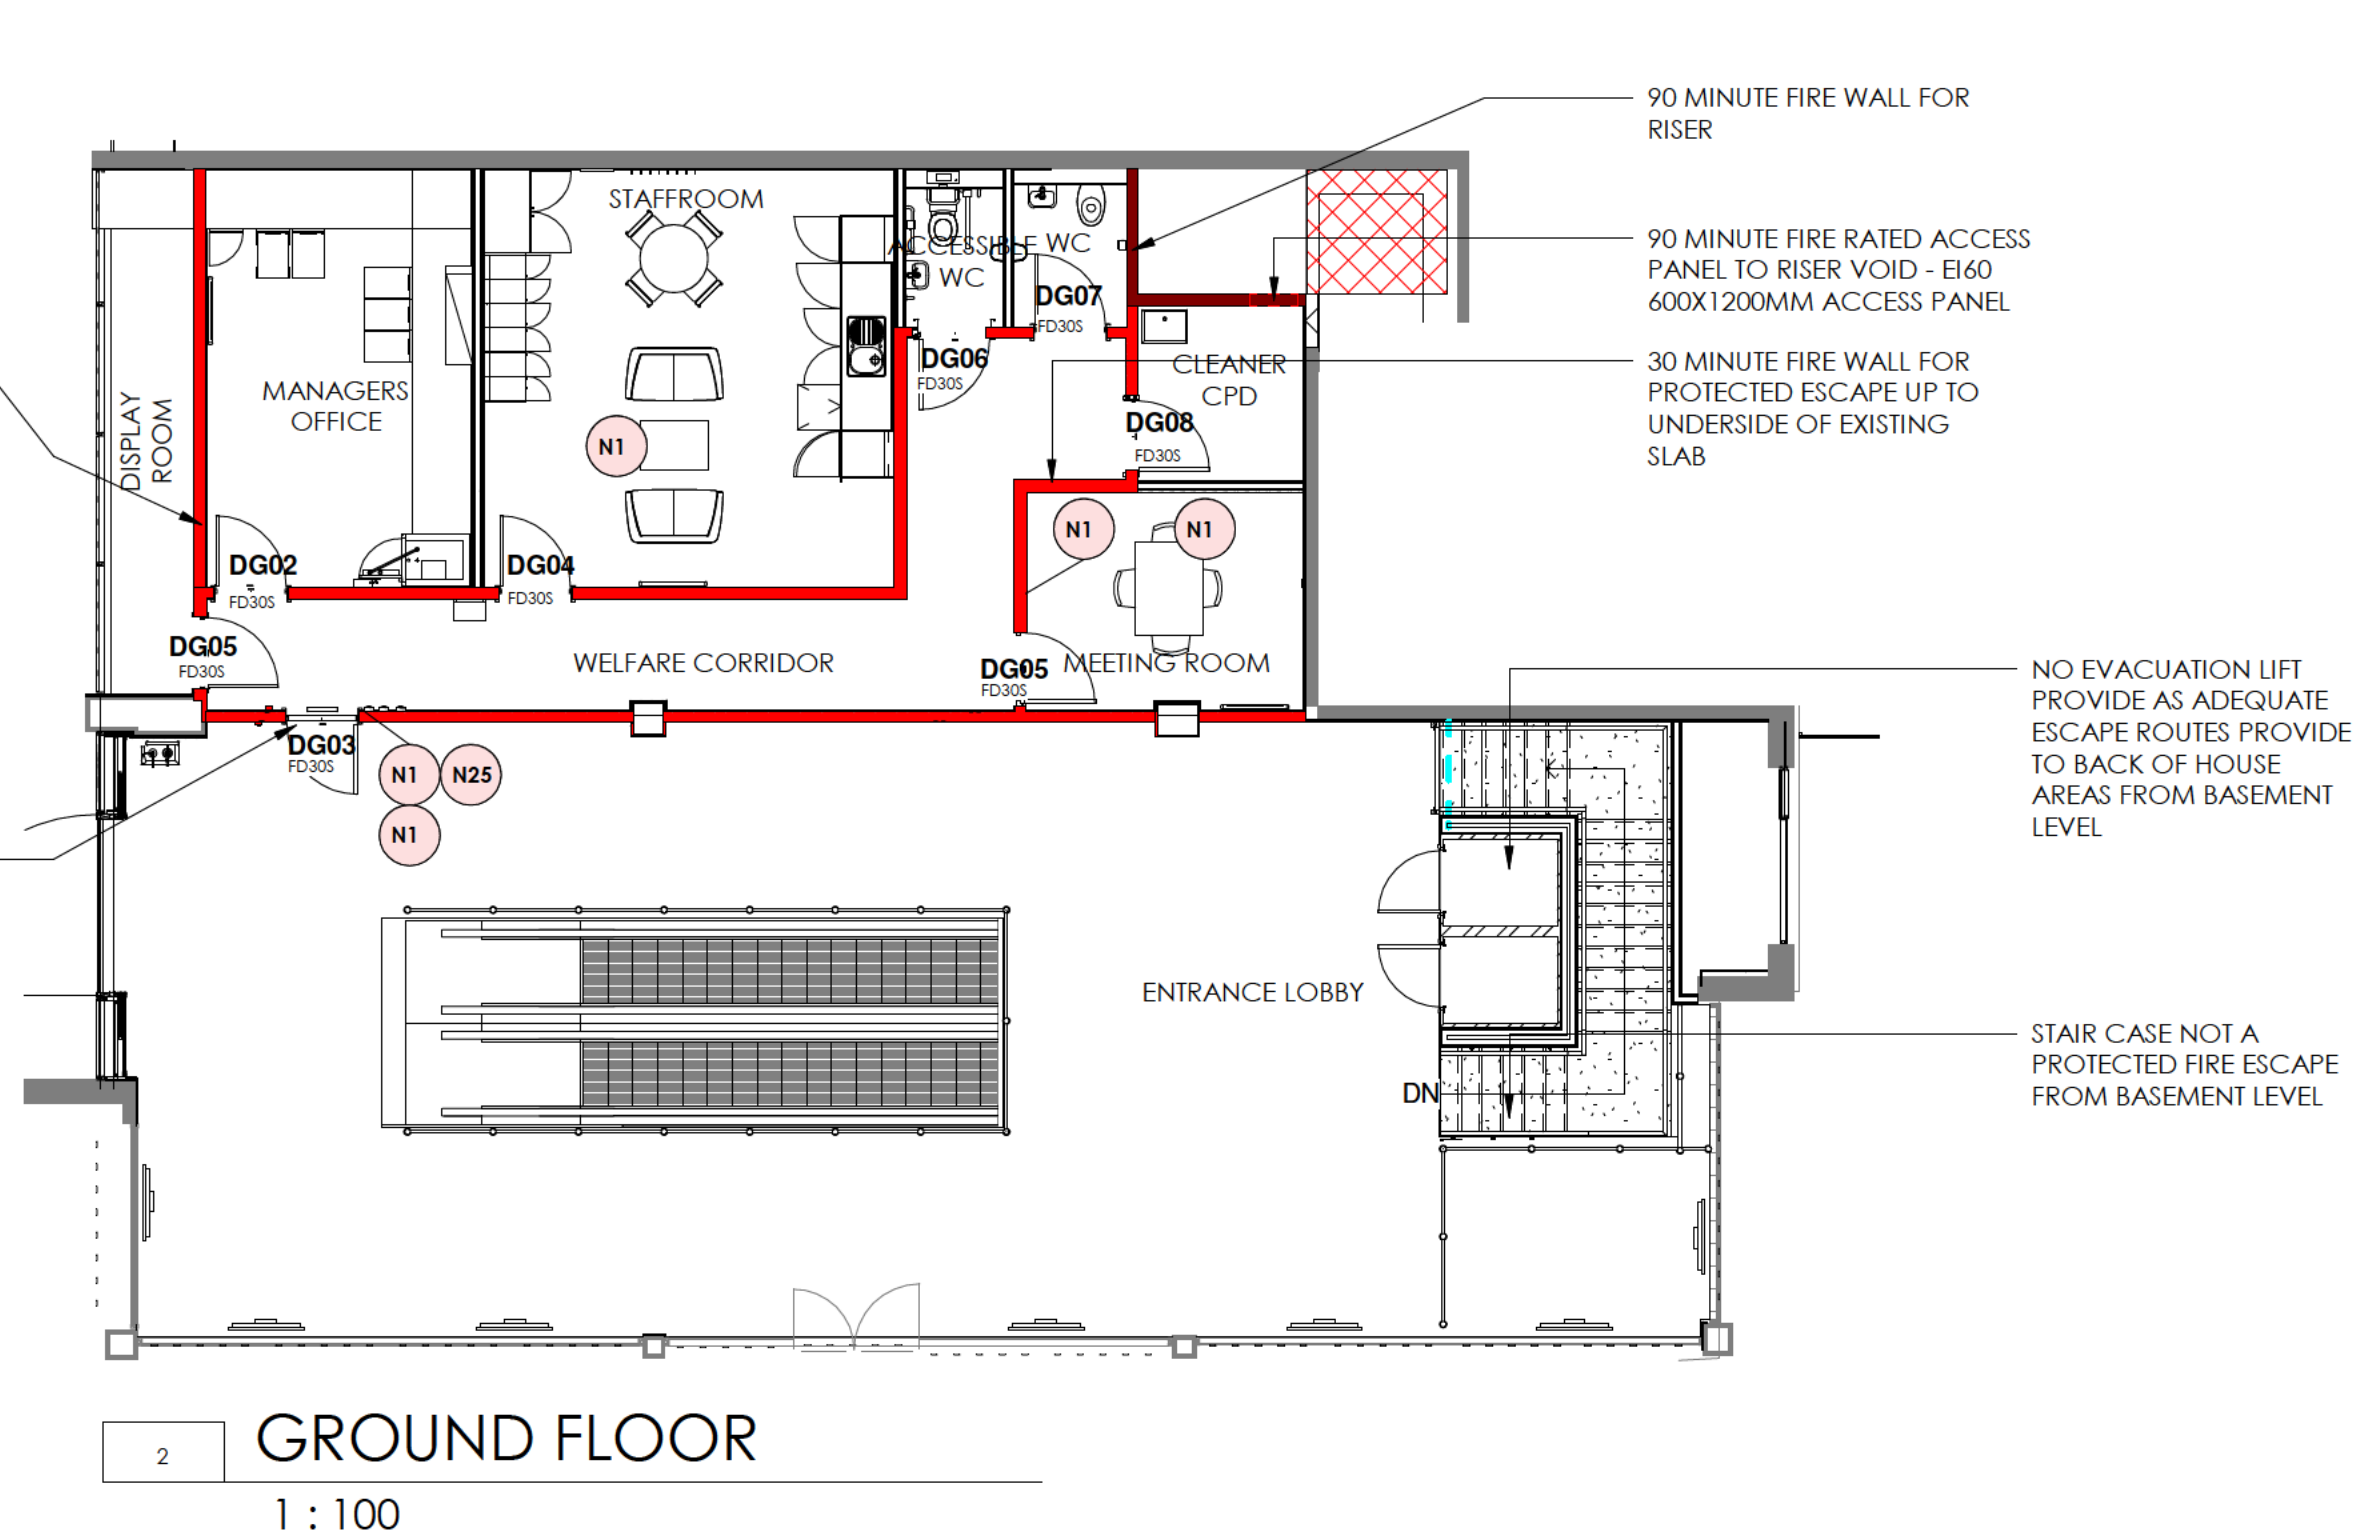 90 MINUTE FIRE WALL FOR
RISER
90 MINUTE FIRE RATED ACCESS
PANEL TO RISER VOID - EI60
600X1200MM ACCESS PANEL
30 MINUTE FIRE WALL FOR
PROTECTED ESCAPE UP TO
UNDERSIDE OF EXISTING
SLAB
NO EVACUATION LIFT
PROVIDE AS ADEQUATE
ESCAPE ROUTES PROVIDE
TO BACK OF HOUSE
AREAS FROM BASEMENT
LEVEL
STAIR CASE NOT A
PROTECTED FIRE ESCAPE
FROM BASEMENT LEVEL
STAFFROOM
ACCESSIBLE
WC
WC
DG07
FD30S
DG06
FD30S
CLEANER
CPD
DG08
FD30S
MANAGERS
OFFICE
DISPLAY
ROOM
N1
N1
N1
DG02
FD30S
DG04
FD30S
DG05
FD30S
WELFARE CORRIDOR
DG05
FD30S
MEETING ROOM
DG03
FD30S
N1
N25
N1
ENTRANCE LOBBY
DN
2
GROUND FLOOR
1 : 100